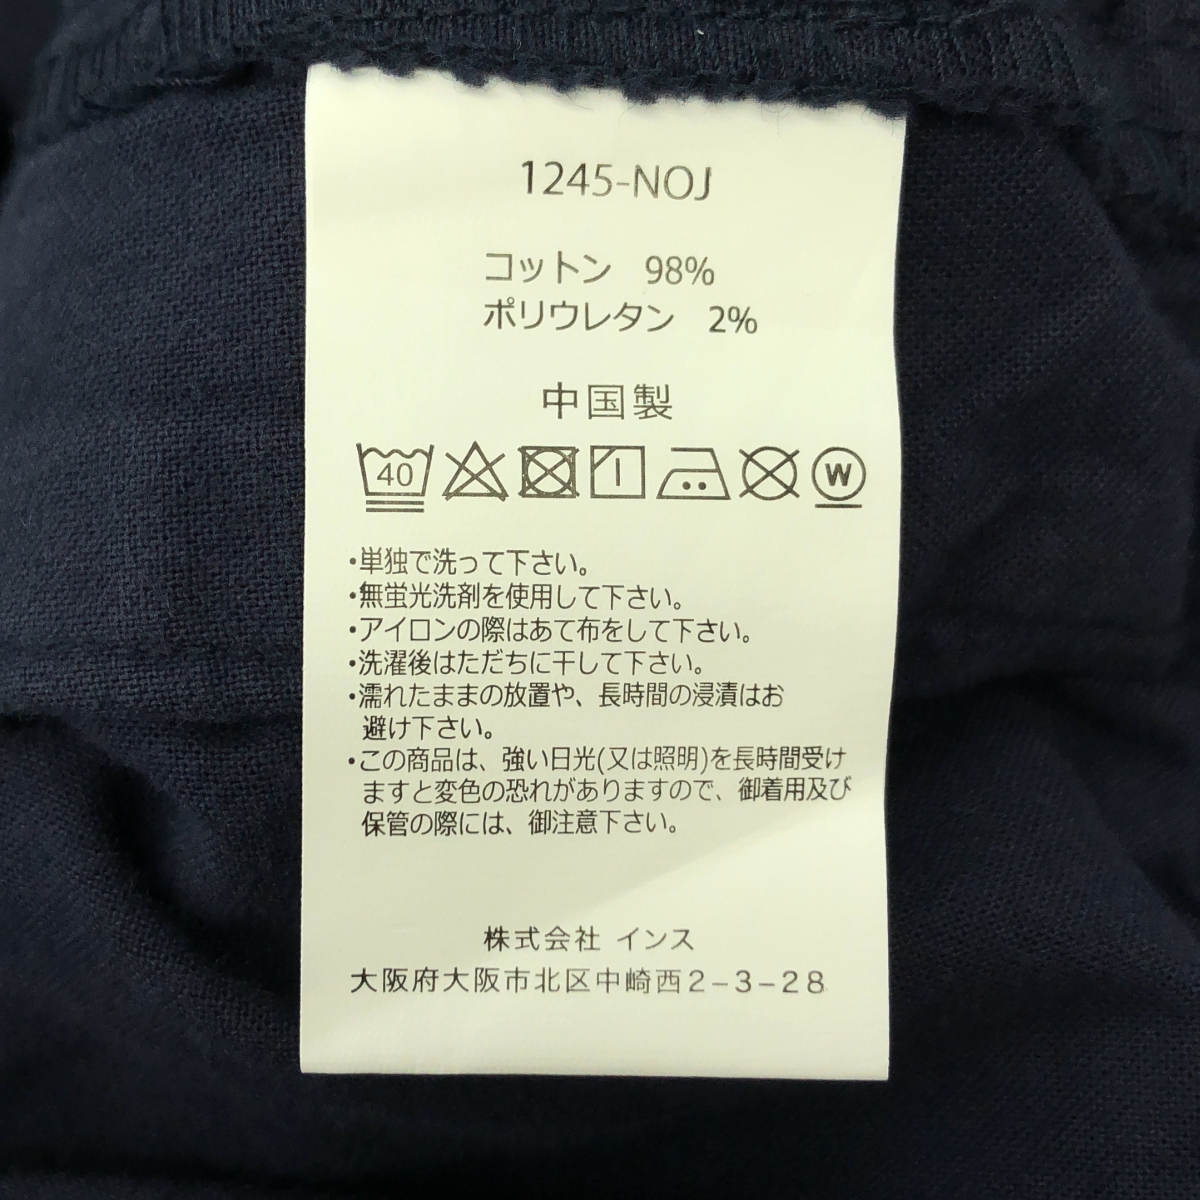 1245-NOJ
コットン 98%
ポリウレタン 2%
中国製
40 W
・単独で洗って下さい。
・無蛍光洗剤を使用して下さい。
・アイロンの際はあて布をして下さい。
・洗濯後はただちに干して下さい。
・濡れたままの放置や、長時間の浸漬はお
避け下さい。
・この商品は、強い日光(又は照明)を長時間受け
ますと変色の恐れがありますので、御着用及び
保管の際には、御注意下さい。
株式会社 インス
大阪府大阪市北区中崎西2-3-28